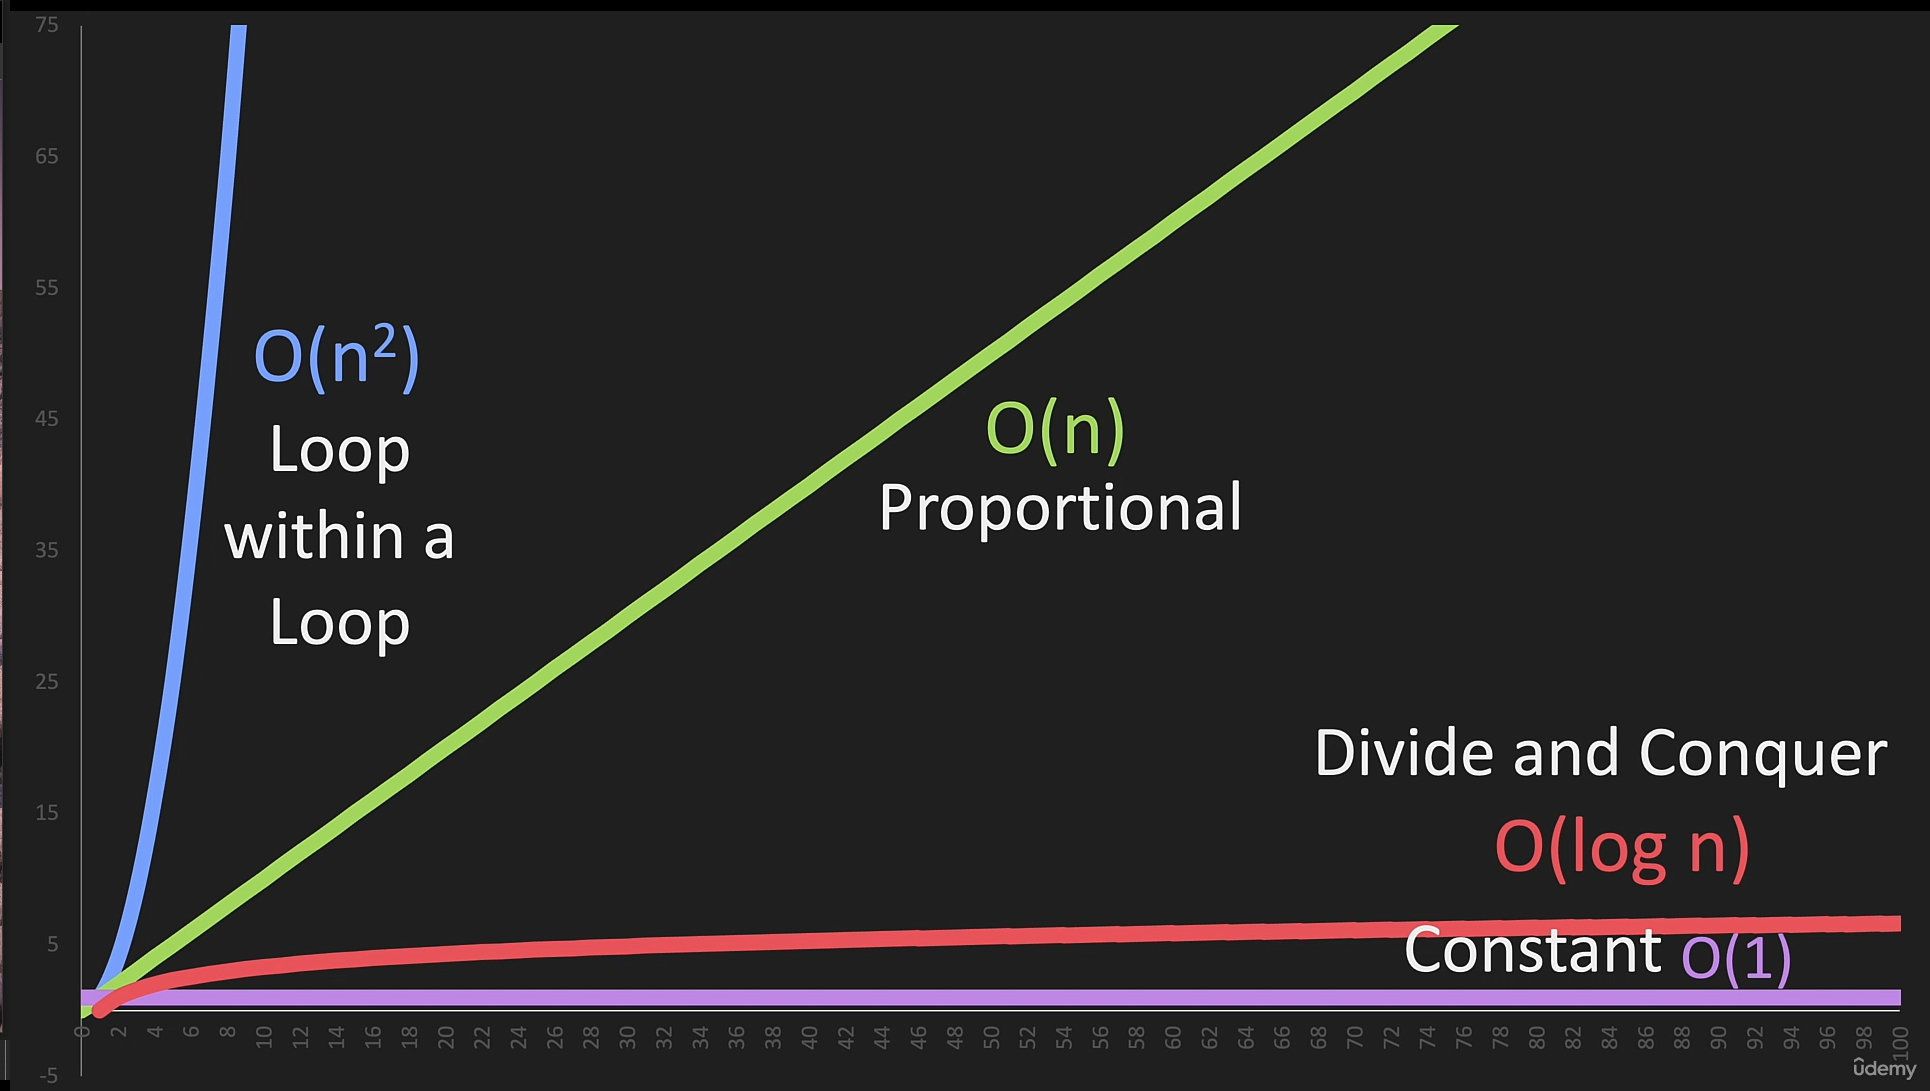 75
65
55
45
35
25
15
5
-5
O(n²)
Loop
within a
Loop
O(n)
Proportional
Divide and Conquer
O(log n)
Constant O(1)
0 2 4 6 8 10 12 14 16 18 20 22 24 26 28 30 32 34 36 38 40 42 44 46 48 50 52 54 56 58 60 62 64 66 68 70 72 74 76 78 80 82 84 86 88 90 92 94 96 98 100
ûdemy